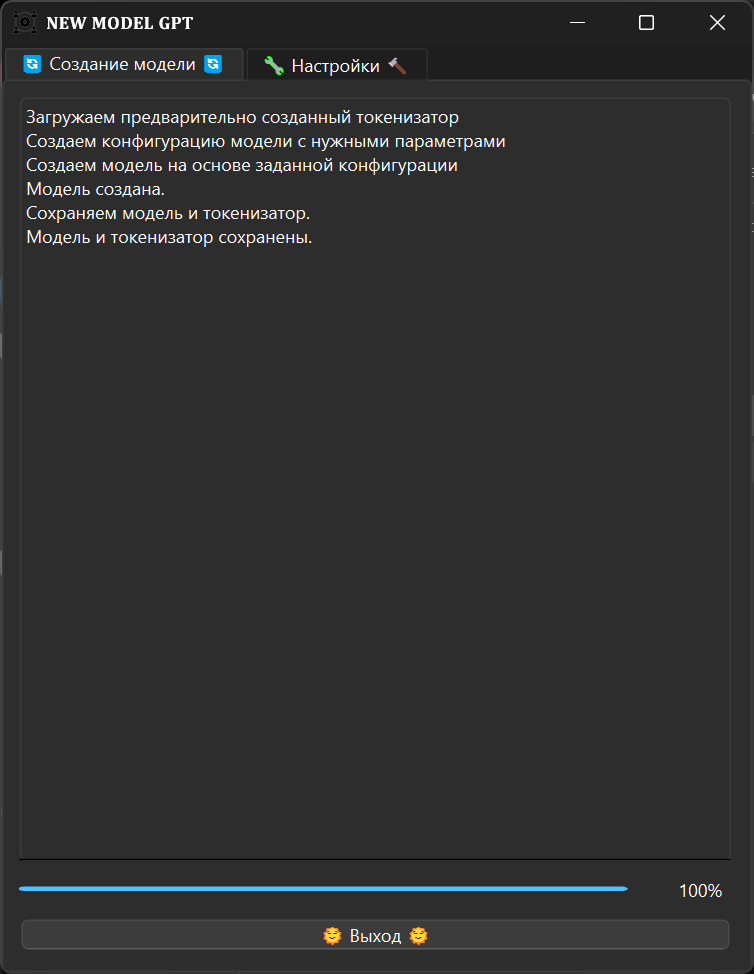 NEW MODEL GPT
Создание модели
Настройки
Загружаем предварительно созданный токенизатор
Создаем конфигурацию модели с нужными параметрами
Создаем модель на основе заданной конфигурации
Модель создана.
Сохраняем модель и токенизатор.
Модель и токенизатор сохранены.
100%
Выход